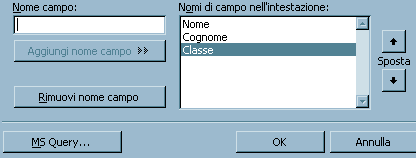 Nome campo:
Nomi di campo nell'intestazione:
Aggiungi nome campo
Rimuovi nome campo
Nome
Cognome
Classe
Sposta
MS Query...
OK
Annulla